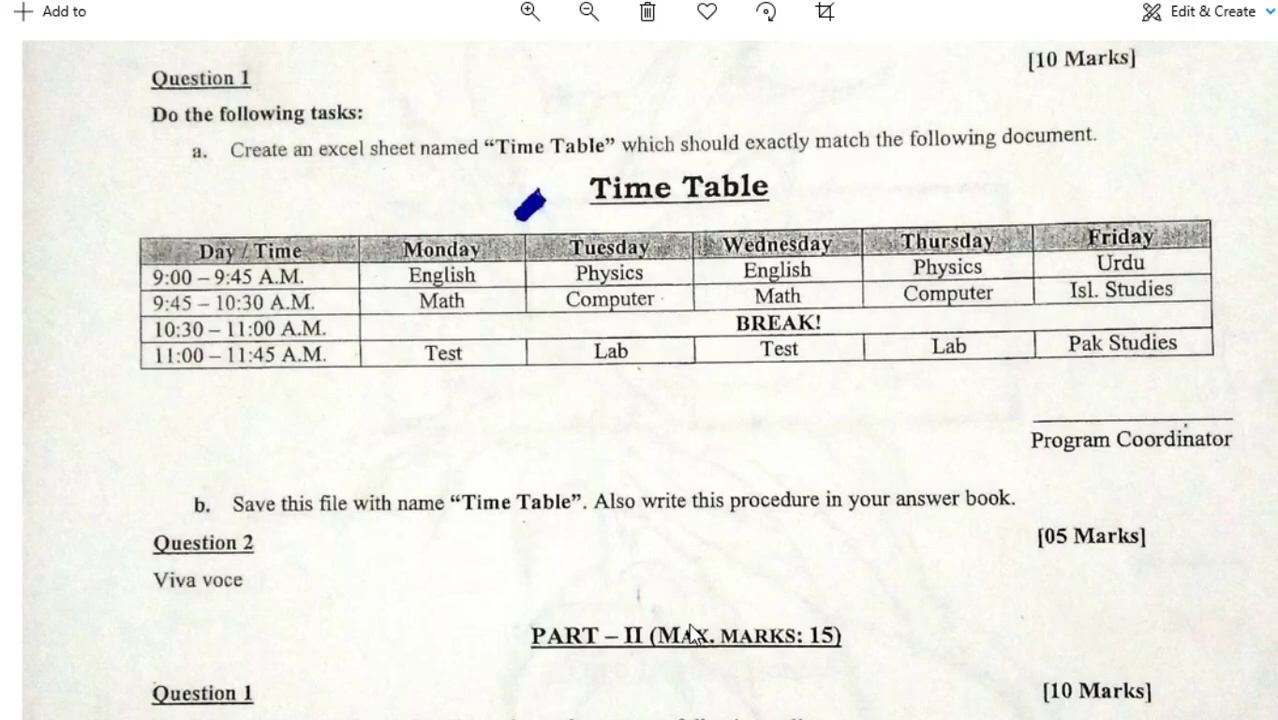 Add to
Edit & Create
[10 Marks]
Question 1
Do the following tasks:
a. Create an excel sheet named “Time Table” which should exactly match the following document.
Time Table
Day / Time Monday Tuesday Wednesday Thursday Friday
9:00 – 9:45 A.M. English Physics English Physics Urdu
9:45 – 10:30 A.M. Math Computer Math Computer Isl. Studies
10:30 – 11:00 A.M. BREAK!
11:00 – 11:45 A.M. Test Lab Test Lab Pak Studies
Program Coordinator
b. Save this file with name “Time Table”. Also write this procedure in your answer book.
Question 2 [05 Marks]
Viva voce
PART – II (MAX. MARKS: 15)
Question 1 [10 Marks]